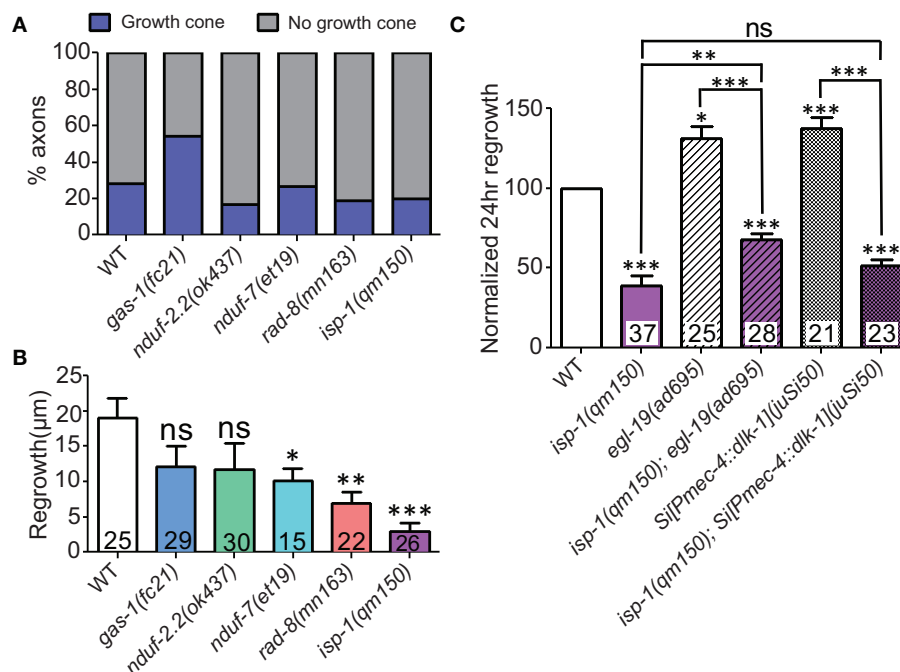 A
Growth cone
No growth cone
% axons
100
80
60
40
20
0
WT
gas-1(fc21)
nduf-2.2(ok437)
nduf-7(et19)
rad-8(mn163)
isp-1(qm150)
B
Regrowth(µm)
25
20
15
10
5
0
ns
ns
*
**
***
25
29
30
15
22
26
WT
gas-1(fc21)
nduf-2.2(ok437)
nduf-7(et19)
rad-8(mn163)
isp-1(qm150)
C
ns
**
***
***
Normalized 24hr regrowth
150
100
50
0
***
*
***
***
***
37
25
28
21
23
WT
isp-1(qm150)
egl-19(ad695)
isp-1(qm150); egl-19(ad695)
Si[Pmec-4::dlk-1](juSi50)
isp-1(qm150); Si[Pmec-4::dlk-1](juSi50)